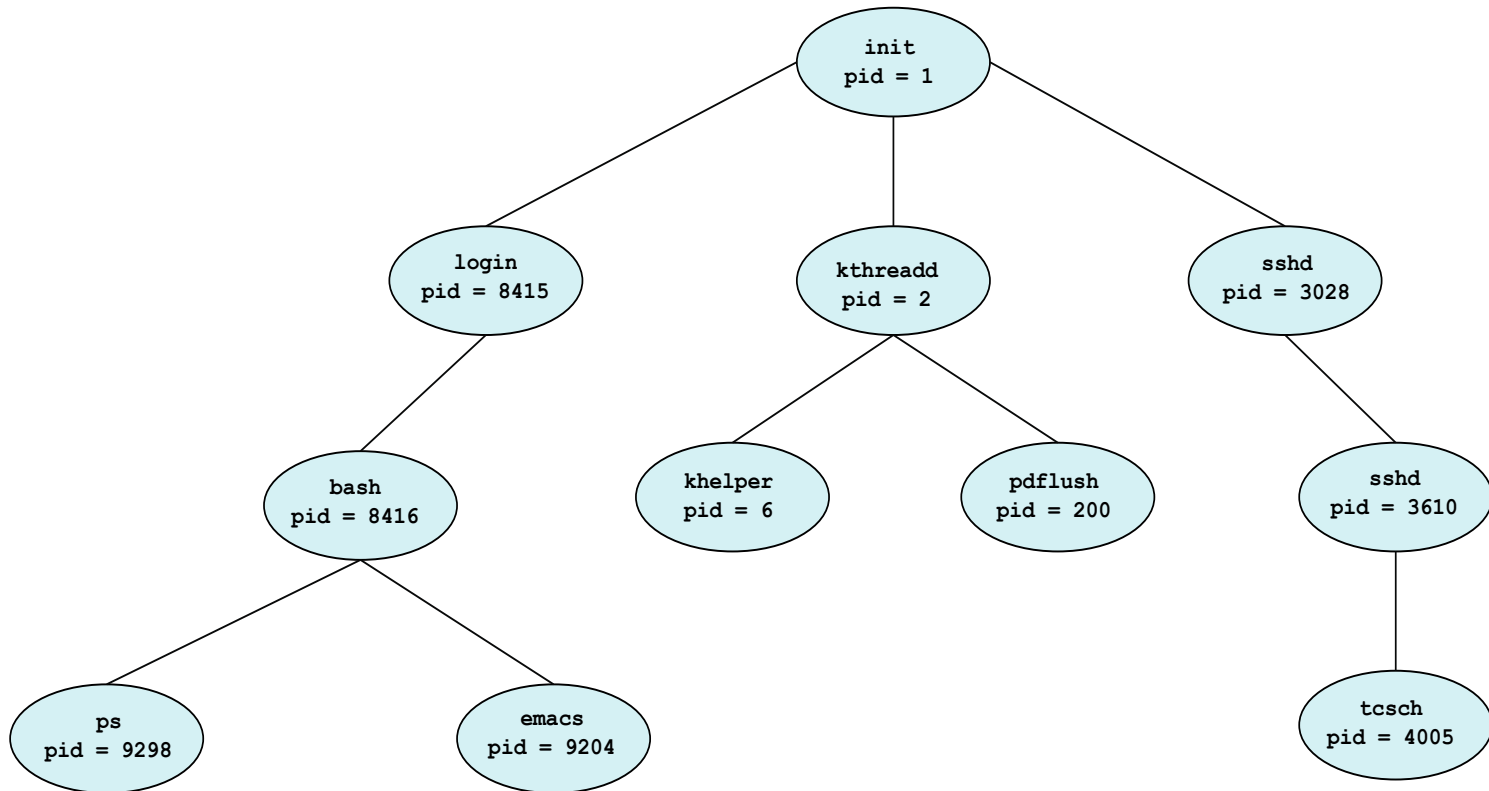 init
pid = 1
login
pid = 8415
kthreadd
pid = 2
sshd
pid = 3028
bash
pid = 8416
khelper
pid = 6
pdflush
pid = 200
sshd
pid = 3610
ps
pid = 9298
emacs
pid = 9204
tcsch
pid = 4005